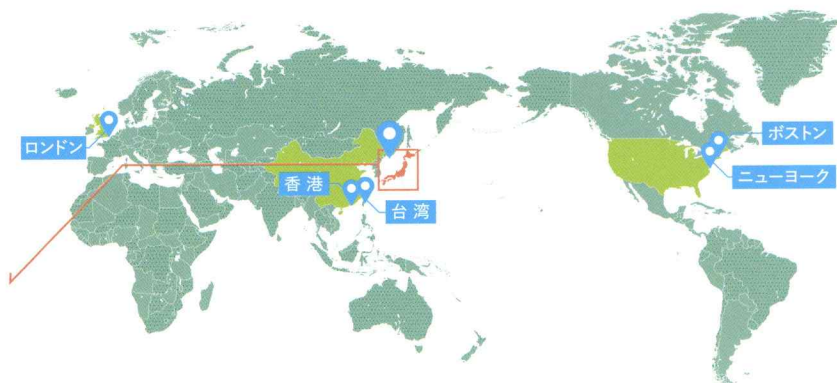 ロンドン
香港
台湾
ボストン
ニューヨーク